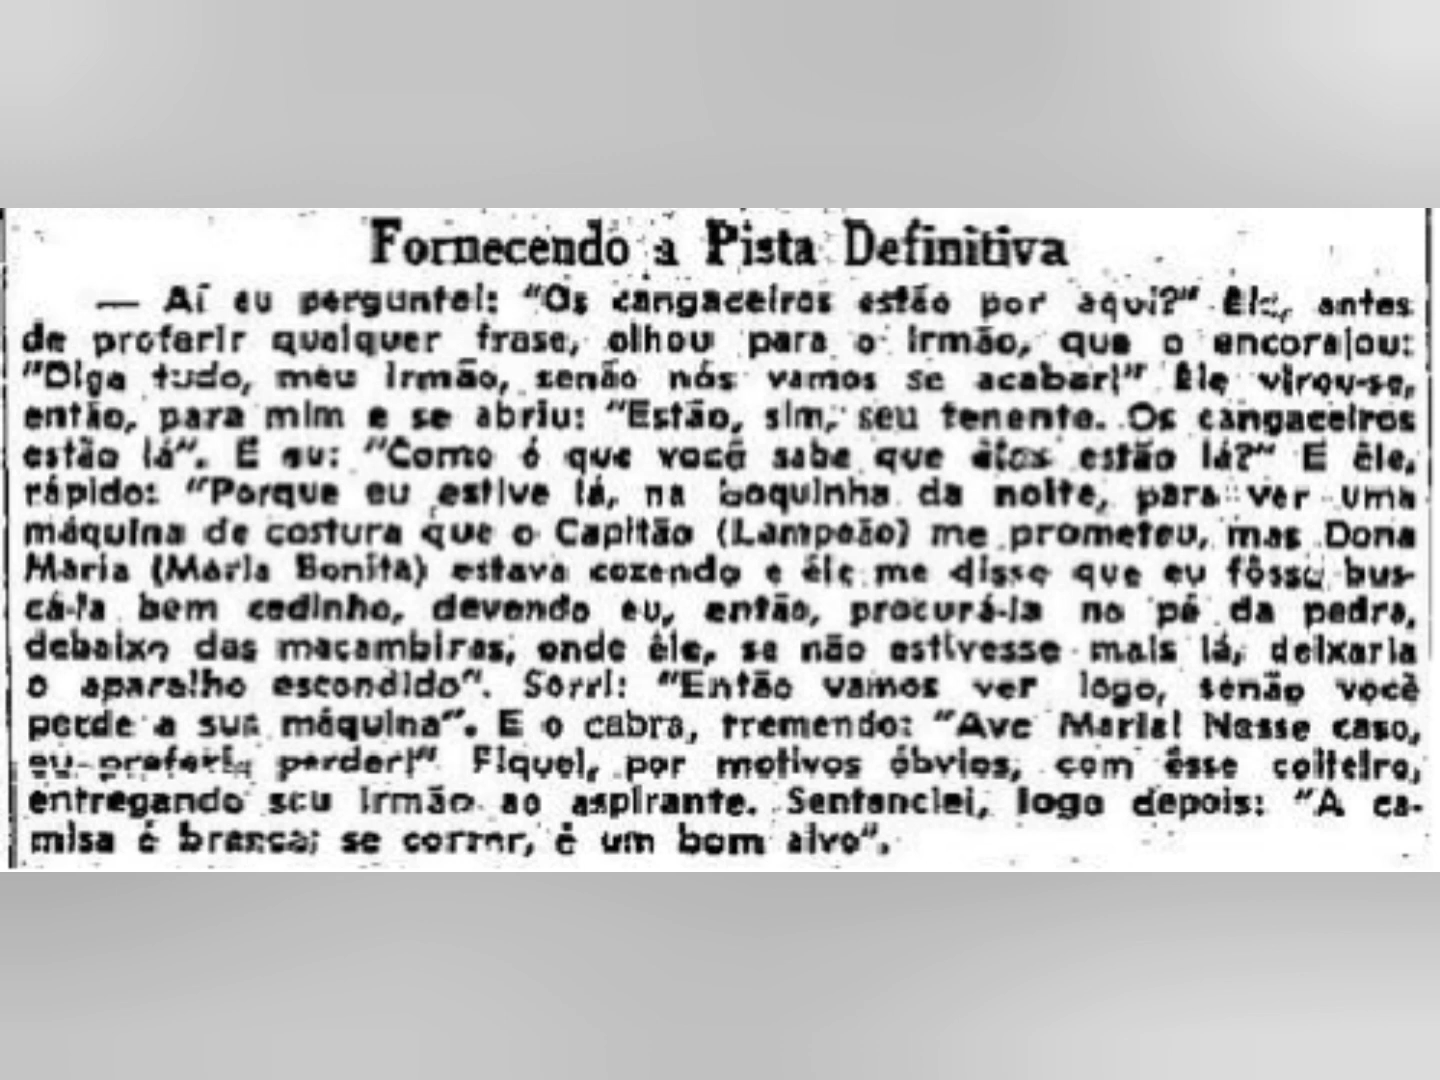 Fornecendo a Pista Definitiva
— Aí eu perguntei: "Os cangaceiros estão por aqui?" Êle, antes
de proferir qualquer frase, olhou para o irmão, que o encorajou:
"Diga tudo, meu irmão, senão nós vamos se acabar!" Êle virou-se,
então, para mim e se abriu: "Estão, sim, seu tenente. Os cangaceiros
estão lá". E eu: "Como é que você sabe que êles estão lá?" E êle,
rápido: "Porque eu estive lá, na boquinha da noite, para ver uma
máquina de costura que o Capitão (Lampeão) me prometeu, mas Dona
Maria (Maria Bonita) estava cozendo e êle me disse que eu fôsse bus-
cá-la bem cedinho, devendo eu, então, procurá-la no pé da pedra,
debaixo das macambiras, onde êle, se não estivesse mais lá, deixaria
o aparelho escondido". Sorri: "Então vamos ver logo, senão você
perde a sua máquina". E o cabra, tremendo: "Ave Maria! Nesse caso,
eu preferia perder!" Fiquei, por motivos óbvios, com êsse coiteiro,
entregando seu irmão ao aspirante. Sentenciei, logo depois: "A ca-
misa é branca; se correr, é um bom alvo".